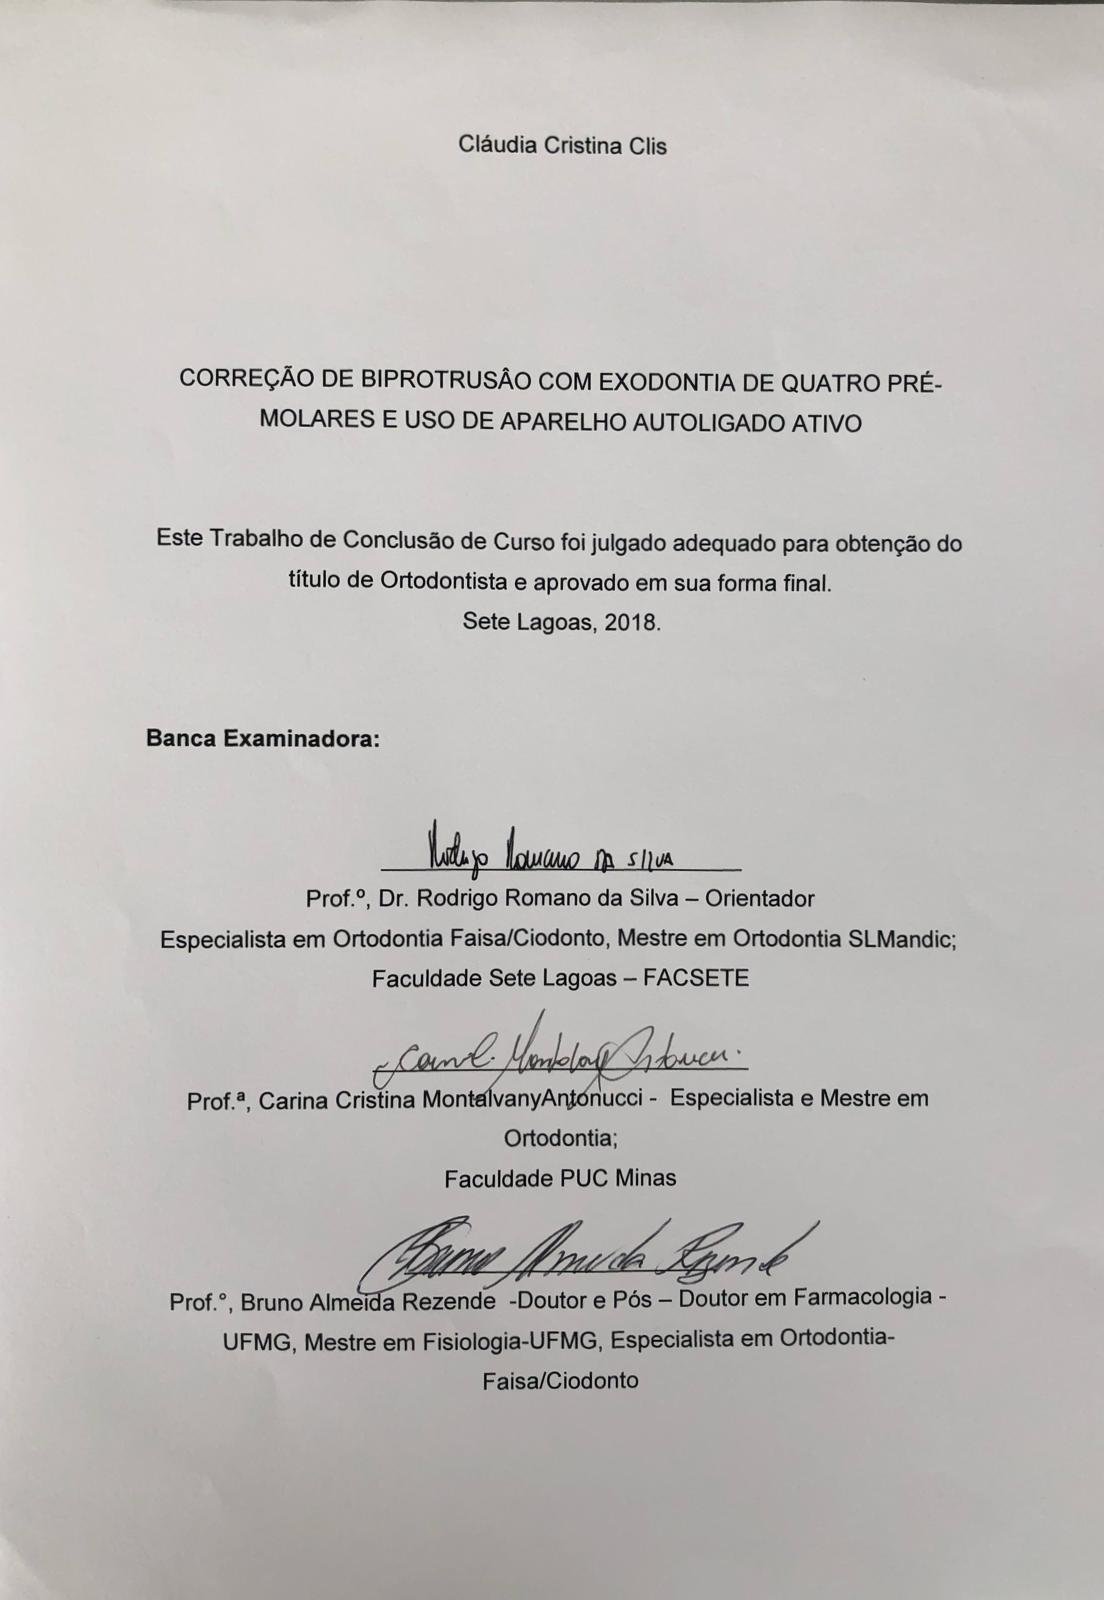 Cláudia Cristina Clis
CORREÇÃO DE BIPROTRUSÂO COM EXODONTIA DE QUATRO PRÉ-
MOLARES E USO DE APARELHO AUTOLIGADO ATIVO
Este Trabalho de Conclusão de Curso foi julgado adequado para obtenção do
título de Ortodontista e aprovado em sua forma final.
Sete Lagoas, 2018.
Banca Examinadora:
Rodrigo Romano da Silva
Prof.º, Dr. Rodrigo Romano da Silva – Orientador
Especialista em Ortodontia Faisa/Ciodonto, Mestre em Ortodontia SLMandic;
Faculdade Sete Lagoas – FACSETE
Prof.ª, Carina Cristina MontalvanyAntonucci - Especialista e Mestre em
Ortodontia;
Faculdade PUC Minas
Bruno Almeida Rezende
Prof.°, Bruno Almeida Rezende -Doutor e Pós – Doutor em Farmacologia -
UFMG, Mestre em Fisiologia-UFMG, Especialista em Ortodontia-
Faisa/Ciodonto